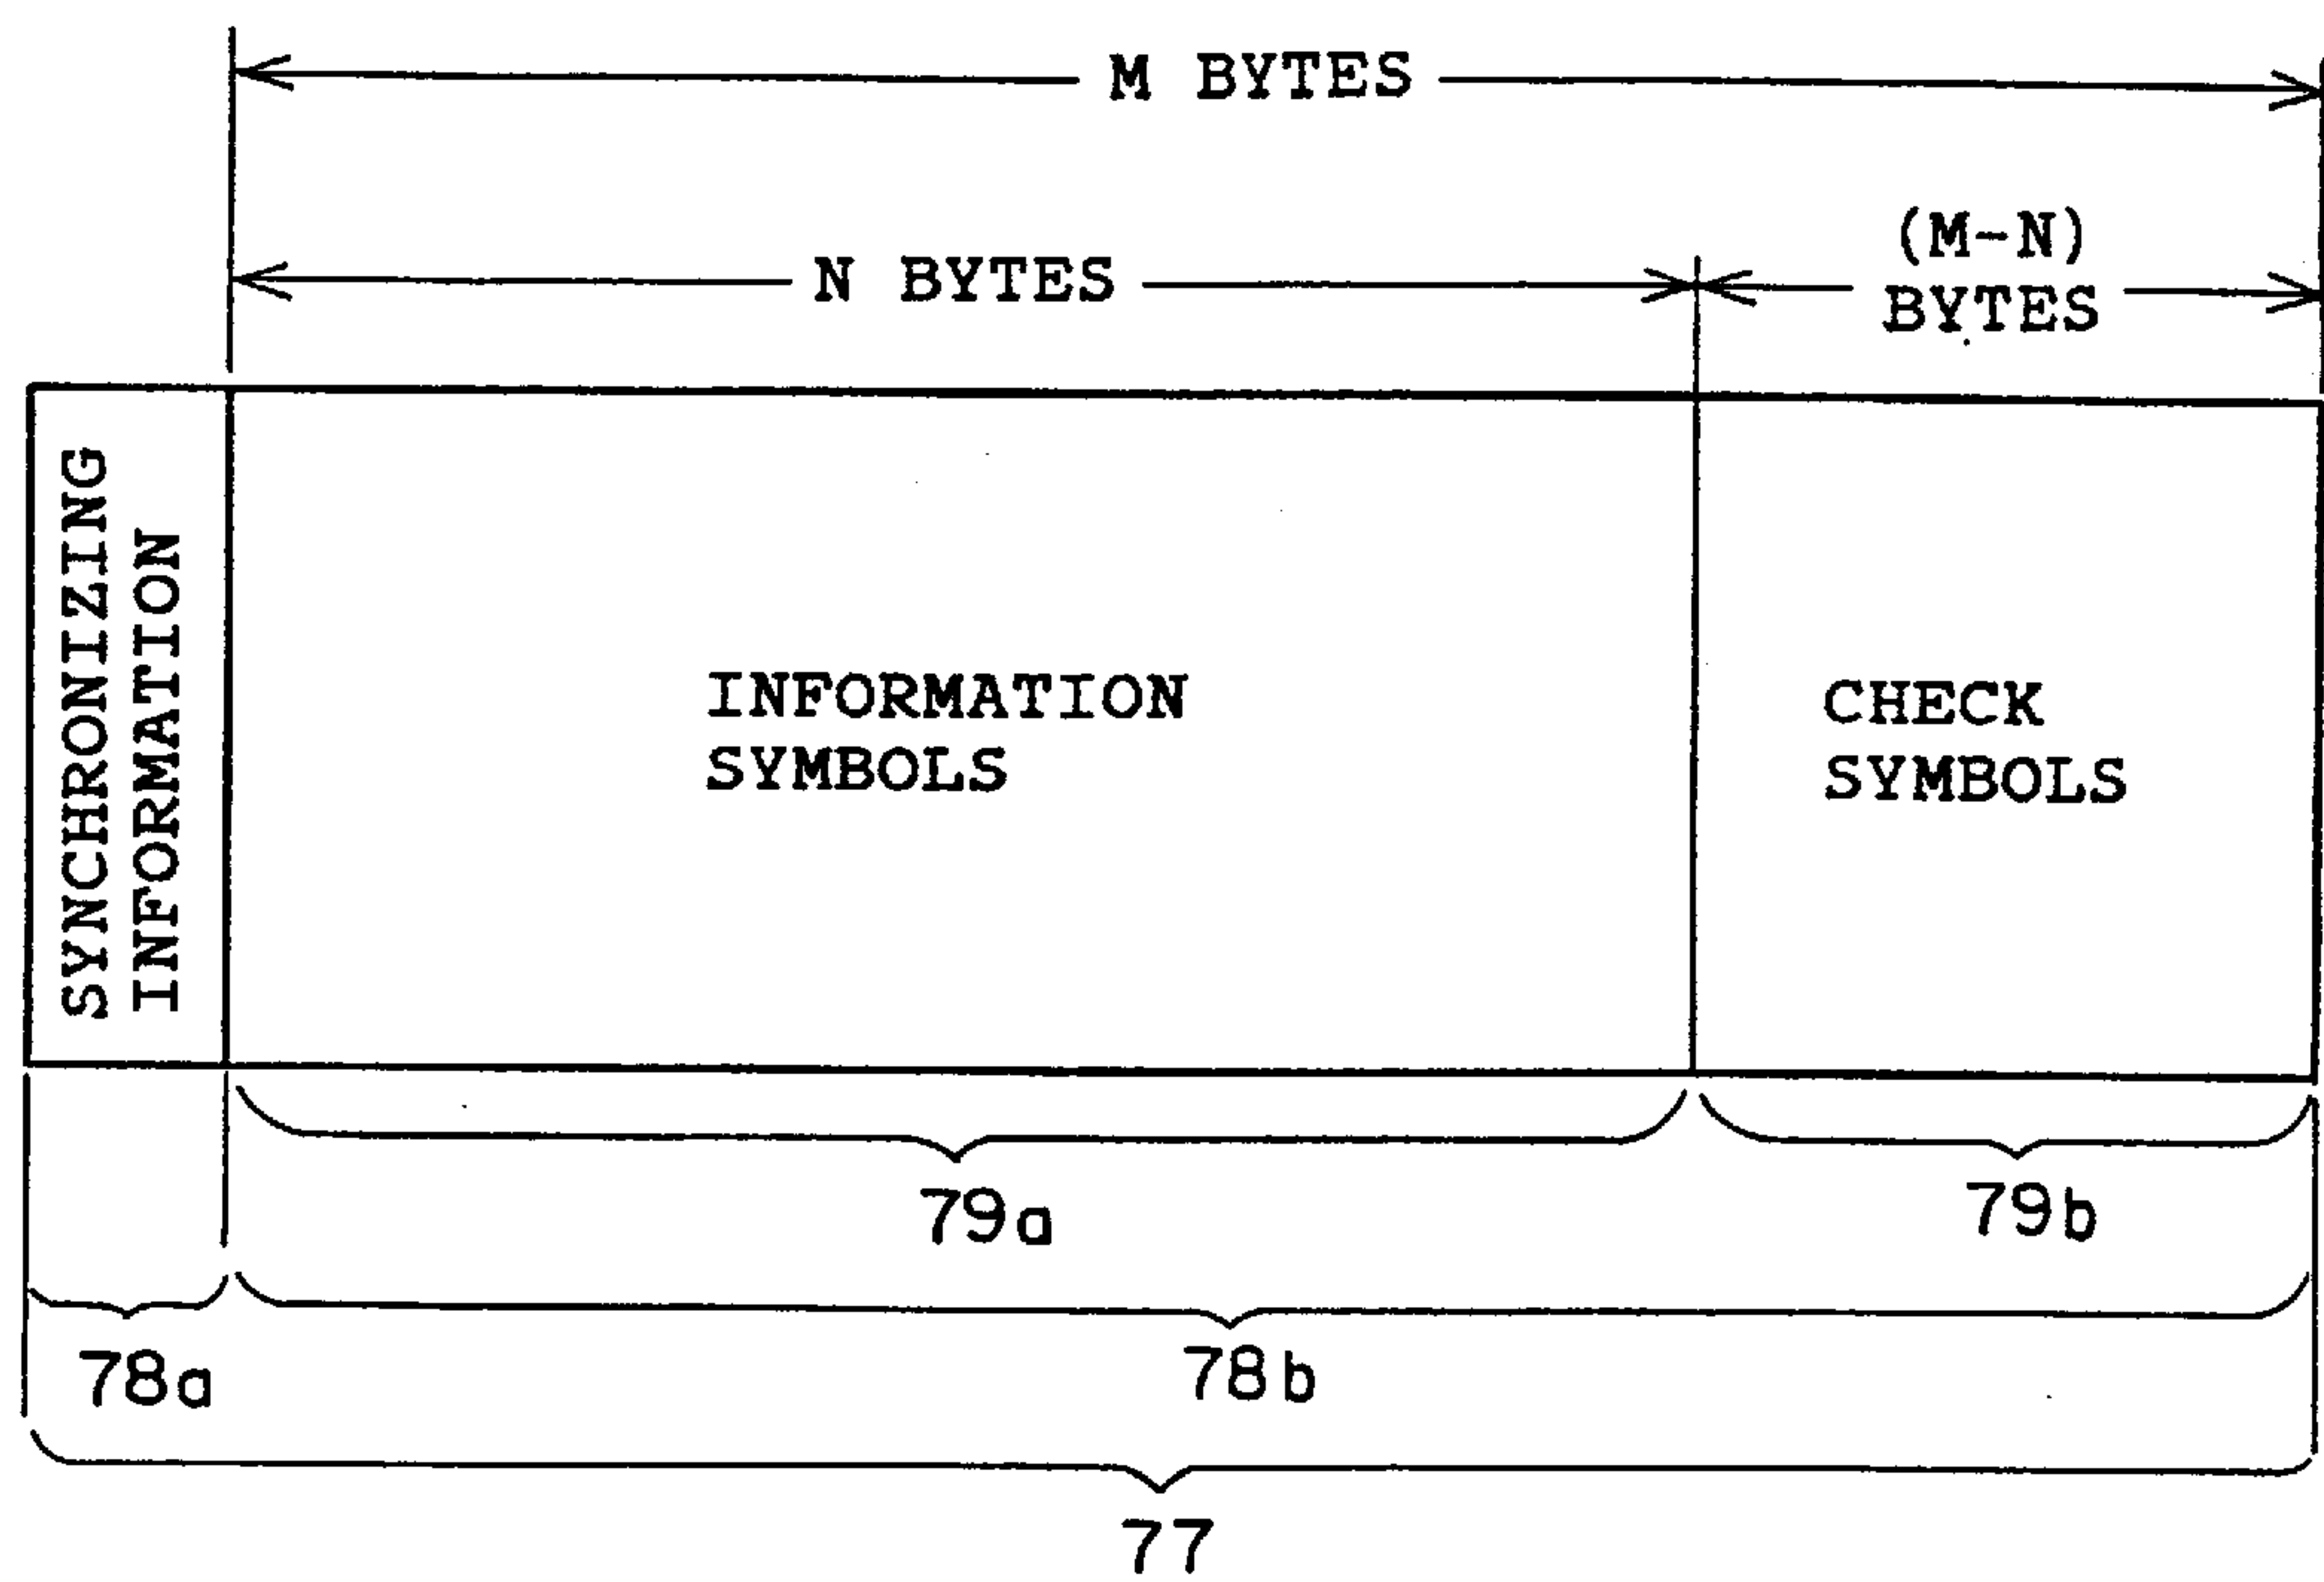 M BYTES
N BYTES
(M-N)
BYTES
SYNCHRONIZING
INFORMATION
INFORMATION
SYMBOLS
CHECK
SYMBOLS
79a
79b
78a
78b
77